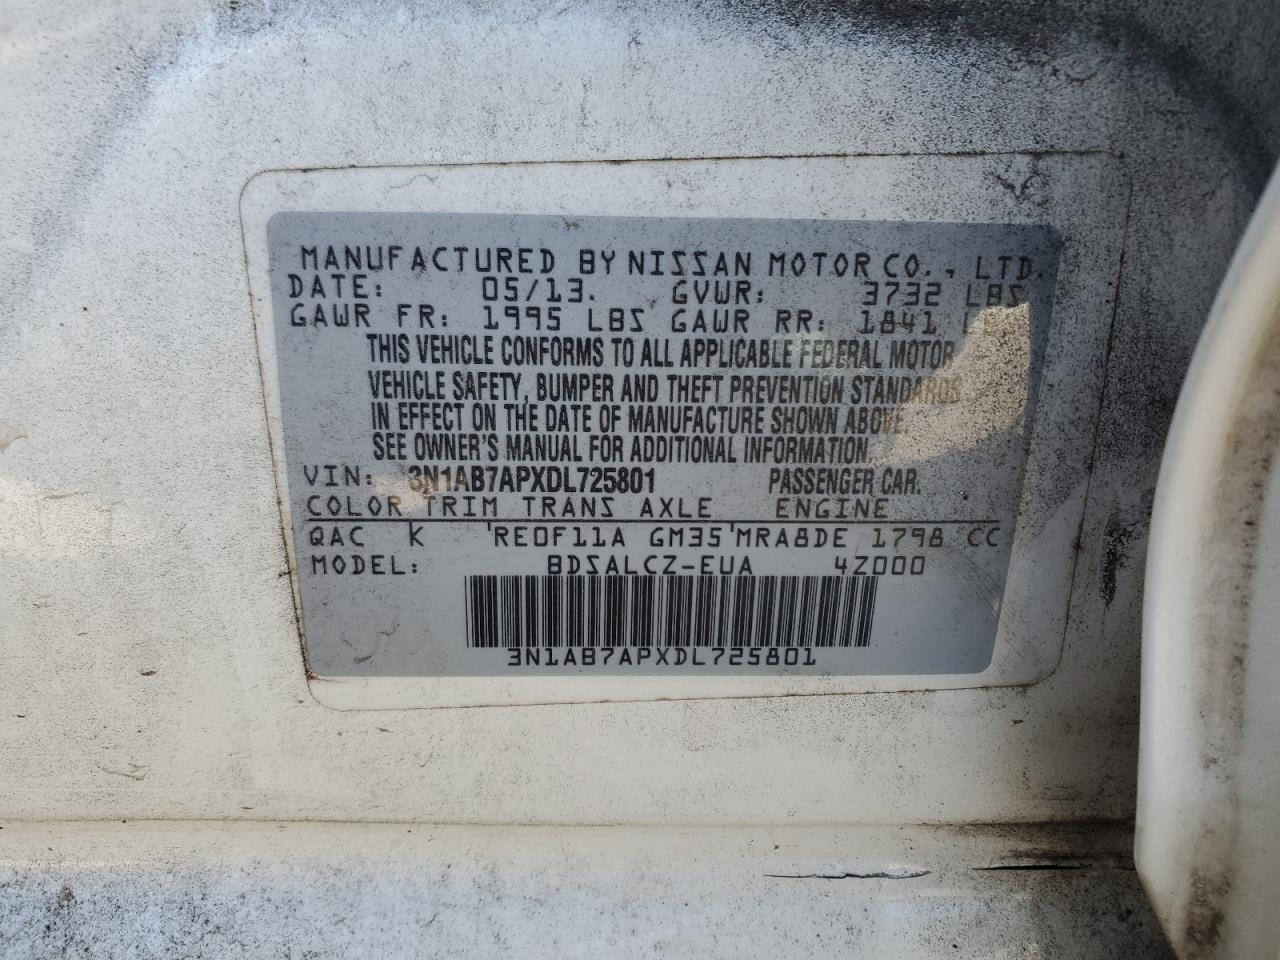 MANUFACTURED BY NISSAN MOTOR CO., LTD.
DATE: 05/13. GVWR: 3732 LBS
GAWR FR: 1995 LBS GAWR RR: 1841 LBS
THIS VEHICLE CONFORMS TO ALL APPLICABLE FEDERAL MOTOR
VEHICLE SAFETY, BUMPER AND THEFT PREVENTION STANDARDS
IN EFFECT ON THE DATE OF MANUFACTURE SHOWN ABOVE.
SEE OWNER'S MANUAL FOR ADDITIONAL INFORMATION.
VIN: 3N1AB7APXDL725801 PASSENGER CAR.
COLOR TRIM TRANS AXLE ENGINE
QAC K 'RE0F11A GM35'MRA8DE 1798 CC
MODEL: BDSALCZ-EUA 4Z000
3N1AB7APXDL725801